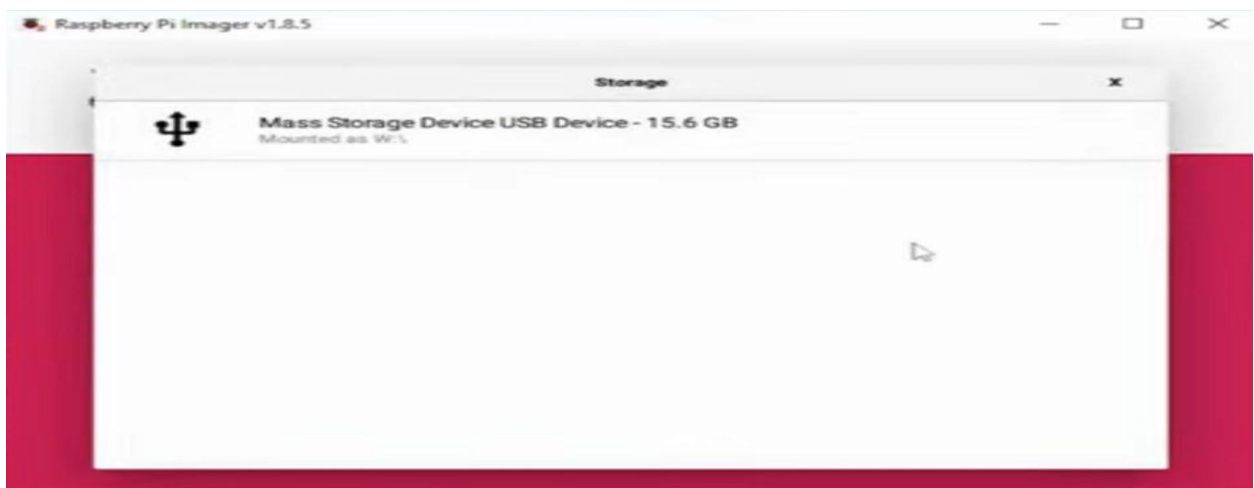 Raspberry Pi Imager v1.8.5
Storage
x
Mass Storage Device USB Device - 15.6 GB
Mounted as W:\